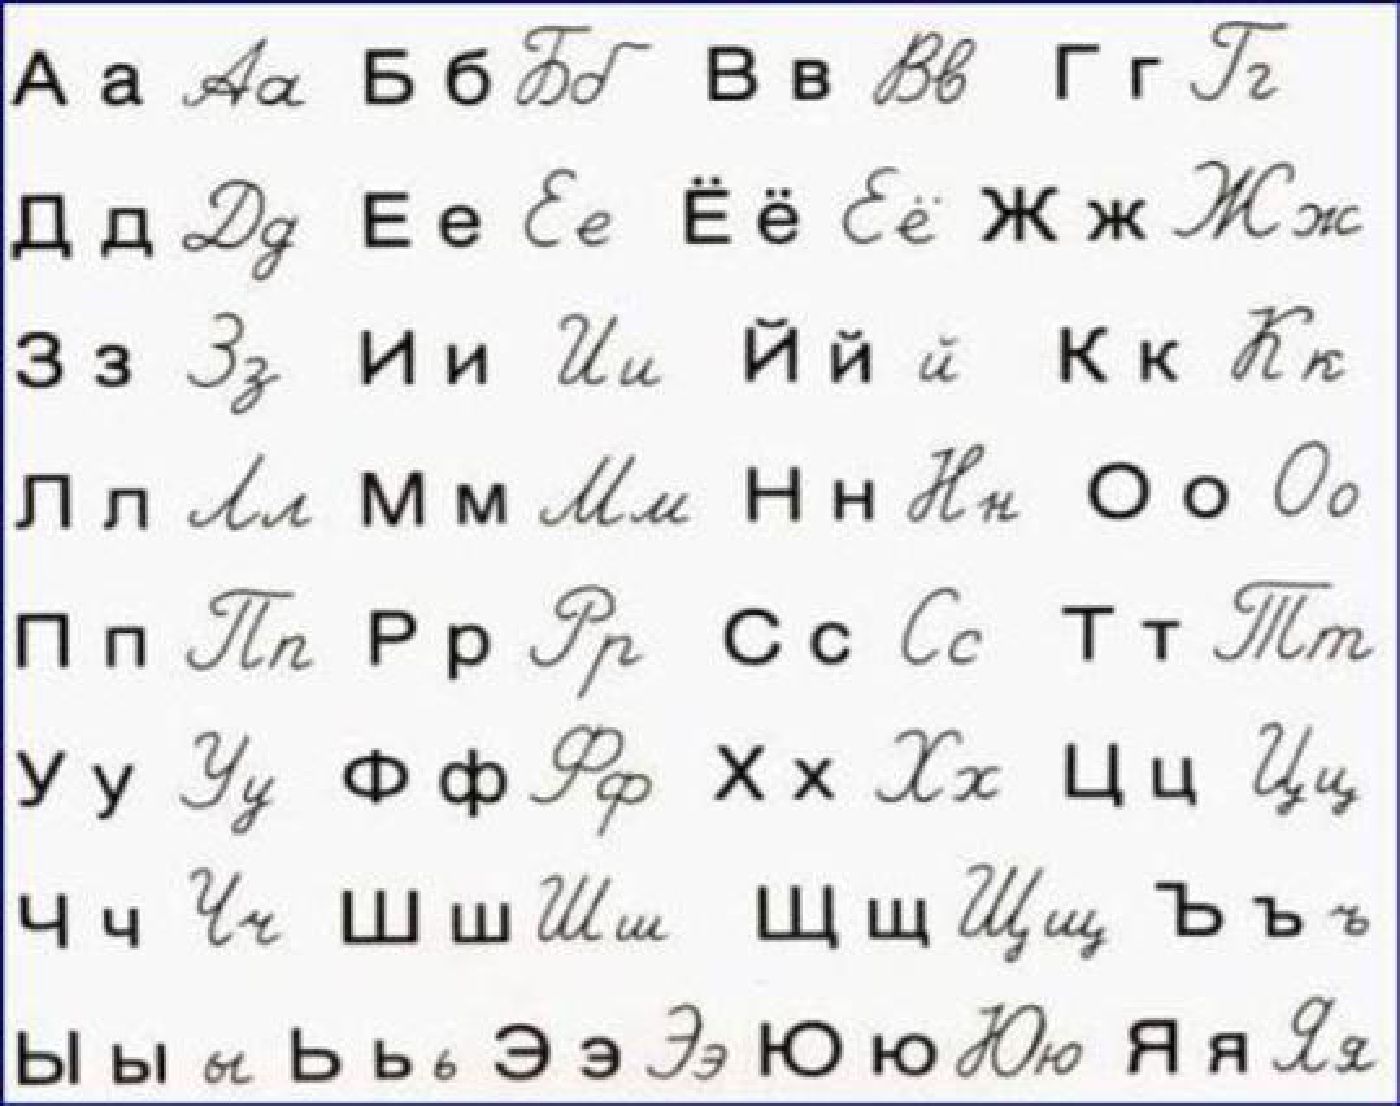 А а Аа Б б Бб В в Вв Г г Гг
Д д Дд Е е Ее Ё ё Её Ж ж Жж
З з Зз И и Ии Й й й К к Кк
Л л Лл М м Мм Н н Нн О о Оо
П п Пп Р р Рр С с Сс Т т Тт
У у Уу Ф ф Фф Х х Хх Ц ц Цц
Ч ч Чч Ш ш Шш Щ щ Щщ Ъ ъ ъ
Ы ы ы Ь ь ь Э э Ээ Ю ю Юю Я я Яя